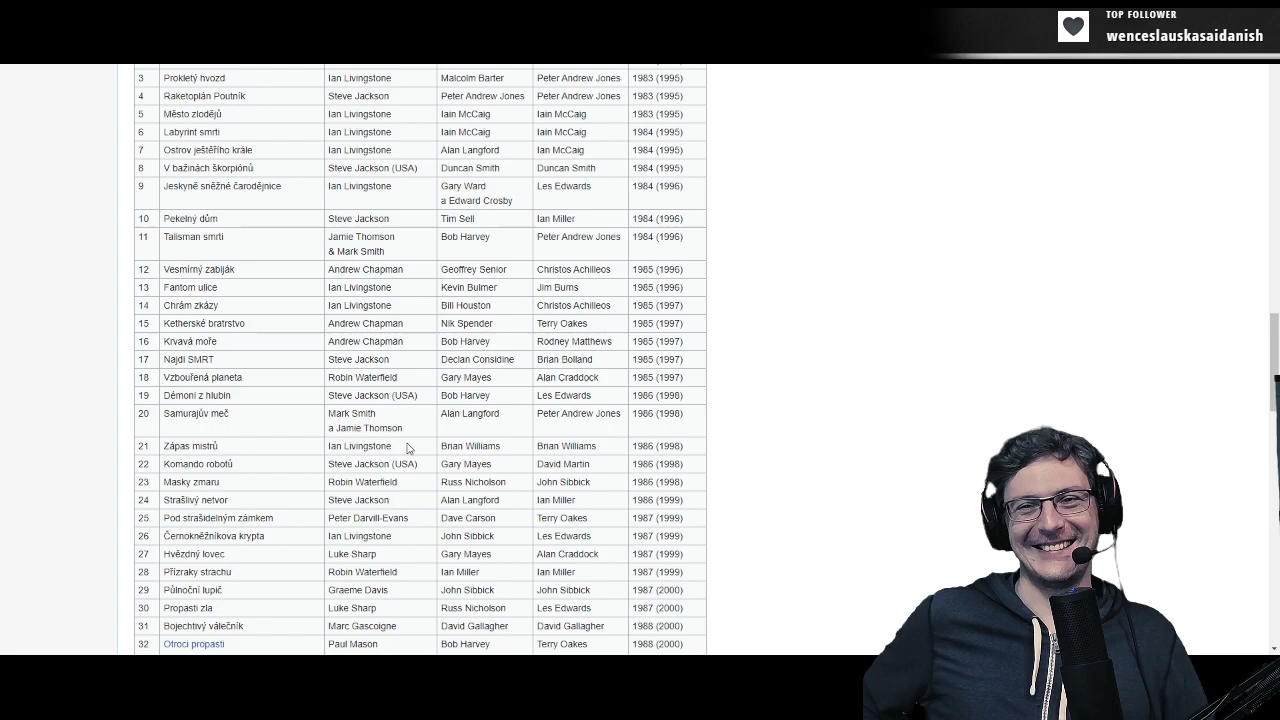 TOP FOLLOWER
wenceslauskasaidanish
3 Prokletý hvozd Ian Livingstone Malcolm Barter Peter Andrew Jones 1983 (1995)
4 Raketoplán Poutník Steve Jackson Peter Andrew Jones Peter Andrew Jones 1983 (1995)
5 Město zlodějů Ian Livingstone Iain McCaig Iain McCaig 1983 (1995)
6 Labyrint smrti Ian Livingstone Iain McCaig Iain McCaig 1984 (1995)
7 Ostrov ještěřího krále Ian Livingstone Alan Langford Ian McCaig 1984 (1995)
8 V bažinách škorpiónů Steve Jackson (USA) Duncan Smith Duncan Smith 1984 (1995)
9 Jeskyně sněžné čarodějnice Ian Livingstone Gary Ward Les Edwards 1984 (1996)
a Edward Crosby
10 Pekelný dům Steve Jackson Tim Sell Ian Miller 1984 (1996)
11 Talisman smrti Jamie Thomson Bob Harvey Peter Andrew Jones 1984 (1996)
& Mark Smith
12 Vesmírný zabiják Andrew Chapman Geoffrey Senior Christos Achilleos 1985 (1996)
13 Fantom ulice Ian Livingstone Kevin Bulmer Jim Burns 1985 (1996)
14 Chrám zkázy Ian Livingstone Bill Houston Christos Achilleos 1985 (1997)
15 Ketherské bratrstvo Andrew Chapman Nik Spender Terry Oakes 1985 (1997)
16 Krvavá moře Andrew Chapman Bob Harvey Rodney Matthews 1985 (1997)
17 Najdi SMRT Steve Jackson Declan Considine Brian Bolland 1985 (1997)
18 Vzbouřená planeta Robin Waterfield Gary Mayes Alan Craddock 1985 (1997)
19 Démoni z hlubin Steve Jackson (USA) Bob Harvey Les Edwards 1986 (1998)
20 Samurajův meč Mark Smith Alan Langford Peter Andrew Jones 1986 (1998)
a Jamie Thomson
21 Zápas mistrů Ian Livingstone Brian Williams Brian Williams 1986 (1998)
22 Komando robotů Steve Jackson (USA) Gary Mayes David Martin 1986 (1998)
23 Masky zmaru Robin Waterfield Russ Nicholson John Sibbick 1986 (1998)
24 Strašlivý netvor Steve Jackson Alan Langford Ian Miller 1986 (1999)
25 Pod strašidelným zámkem Peter Darvill-Evans Dave Carson Terry Oakes 1987 (1999)
26 Černokněžníkova krypta Ian Livingstone John Sibbick Les Edwards 1987 (1999)
27 Hvězdný lovec Luke Sharp Gary Mayes Alan Craddock 1987 (1999)
28 Přízraky strachu Robin Waterfield Ian Miller Ian Miller 1987 (1999)
29 Půlnoční lupič Graeme Davis John Sibbick John Sibbick 1987 (2000)
30 Propasti zla Luke Sharp Russ Nicholson Les Edwards 1987 (2000)
31 Bojechtivý válečník Marc Gascoigne David Gallagher David Gallagher 1988 (2000)
32 Otroci propasti Paul Mason Bob Harvey Terry Oakes 1988 (2000)